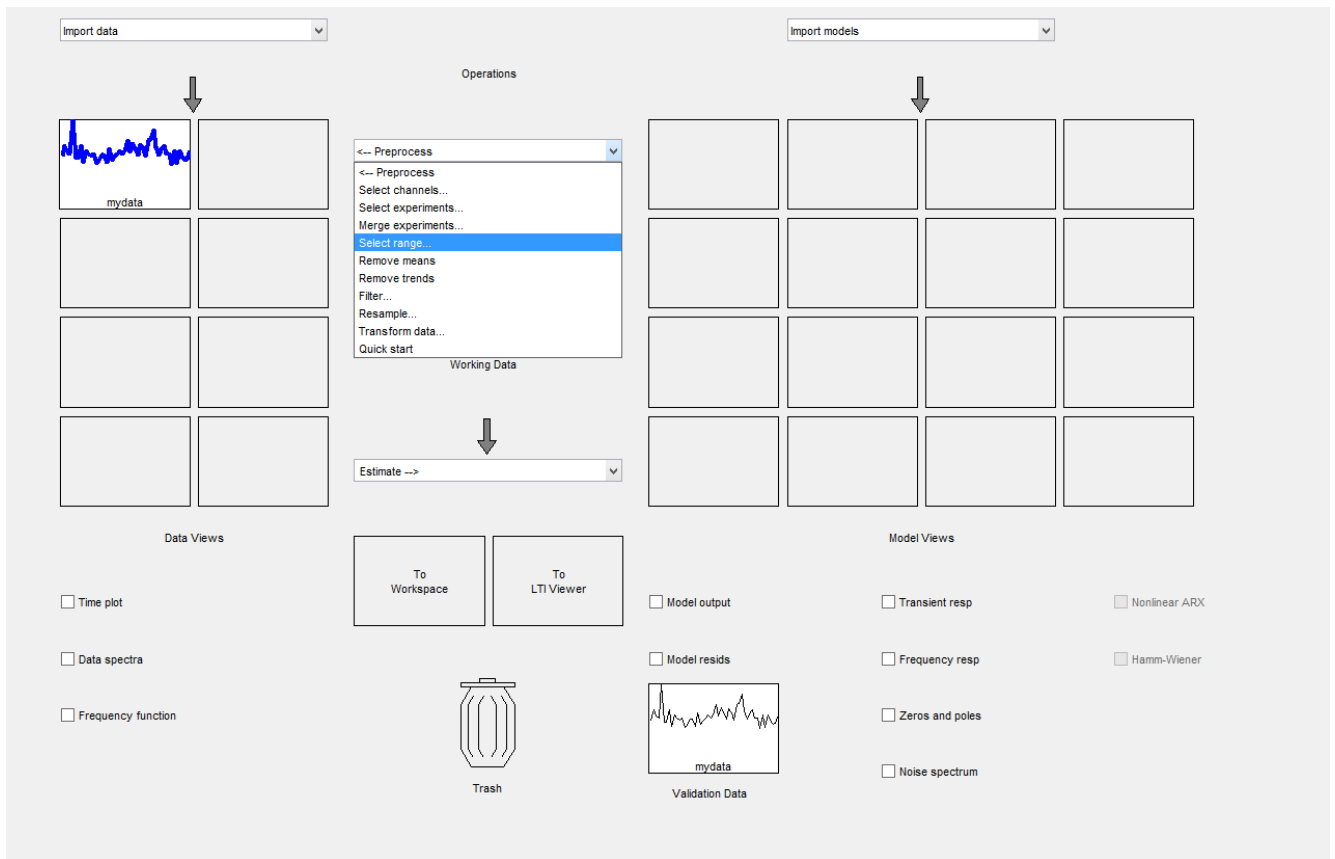 Import data
Import models
Operations
mydata
<-- Preprocess
<-- Preprocess
Select channels...
Select experiments...
Merge experiments...
Select range...
Remove means
Remove trends
Filter...
Resample...
Transform data...
Quick start
Working Data
Estimate -->
Data Views
Model Views
To
Workspace
To
LTI Viewer
Time plot
Data spectra
Frequency function
Trash
Model output
Model resids
mydata
Validation Data
Transient resp
Frequency resp
Zeros and poles
Noise spectrum
Nonlinear ARX
Hamm-Wiener